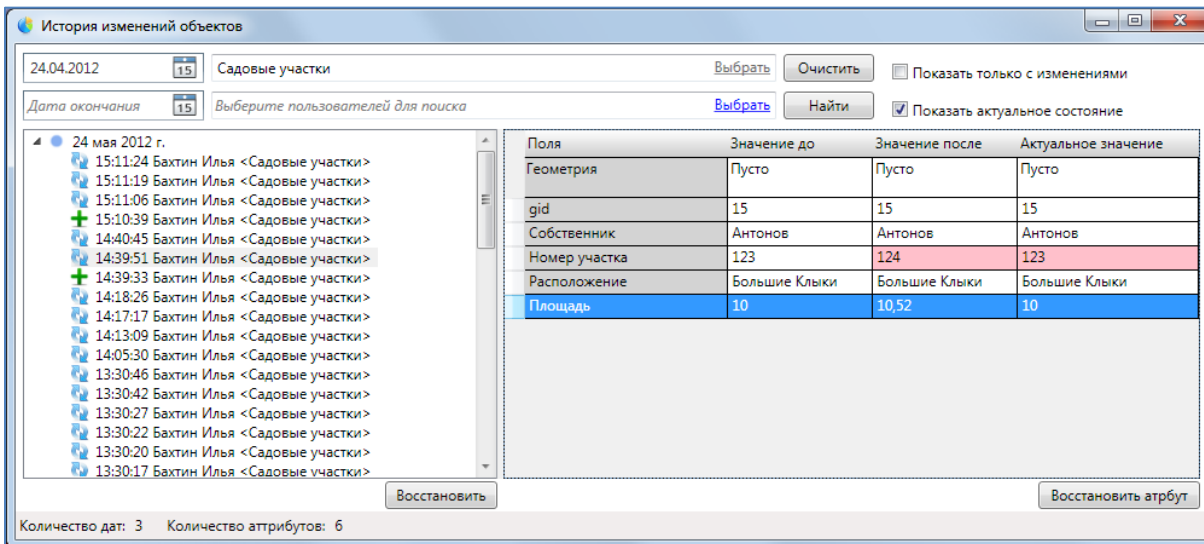 История изменений объектов
24.04.2012 15 Садовые участки Выбрать Очистить Показать только с изменениями
Дата окончания 15 Выберите пользователей для поиска Выбрать Найти Показать актуальное состояние
24 мая 2012 г.
15:11:24 Бахтин Илья <Садовые участки>
15:11:19 Бахтин Илья <Садовые участки>
15:11:06 Бахтин Илья <Садовые участки>
15:10:39 Бахтин Илья <Садовые участки>
14:40:45 Бахтин Илья <Садовые участки>
14:39:51 Бахтин Илья <Садовые участки>
14:39:33 Бахтин Илья <Садовые участки>
14:18:26 Бахтин Илья <Садовые участки>
14:17:17 Бахтин Илья <Садовые участки>
14:13:09 Бахтин Илья <Садовые участки>
14:05:30 Бахтин Илья <Садовые участки>
13:30:46 Бахтин Илья <Садовые участки>
13:30:42 Бахтин Илья <Садовые участки>
13:30:27 Бахтин Илья <Садовые участки>
13:30:22 Бахтин Илья <Садовые участки>
13:30:20 Бахтин Илья <Садовые участки>
13:30:17 Бахтин Илья <Садовые участки>
Восстановить
Поля Значение до Значение после Актуальное значение
Геометрия Пусто Пусто Пусто
gid 15 15 15
Собственник Антонов Антонов Антонов
Номер участка 123 124 123
Расположение Большие Клыки Большие Клыки Большие Клыки
Площадь 10 10,52 10
Восстановить атрбут
Количество дат: 3 Количество аттрибутов: 6